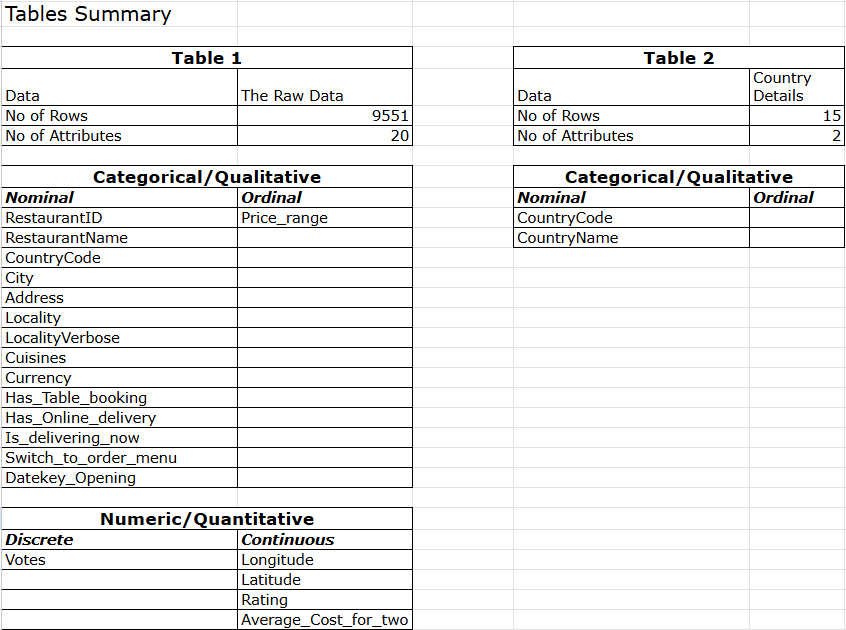 Tables Summary
Table 1
Data The Raw Data
No of Rows 9551
No of Attributes 20
Categorical/Qualitative
Nominal Ordinal
RestaurantID Price_range
RestaurantName
CountryCode
City
Address
Locality
LocalityVerbose
Cuisines
Currency
Has_Table_booking
Has_Online_delivery
Is_delivering_now
Switch_to_order_menu
Datekey_Opening
Numeric/Quantitative
Discrete Continuous
Votes Longitude
Latitude
Rating
Average_Cost_for_two
Table 2
Data Country
Details
No of Rows 15
No of Attributes 2
Categorical/Qualitative
Nominal Ordinal
CountryCode
CountryName